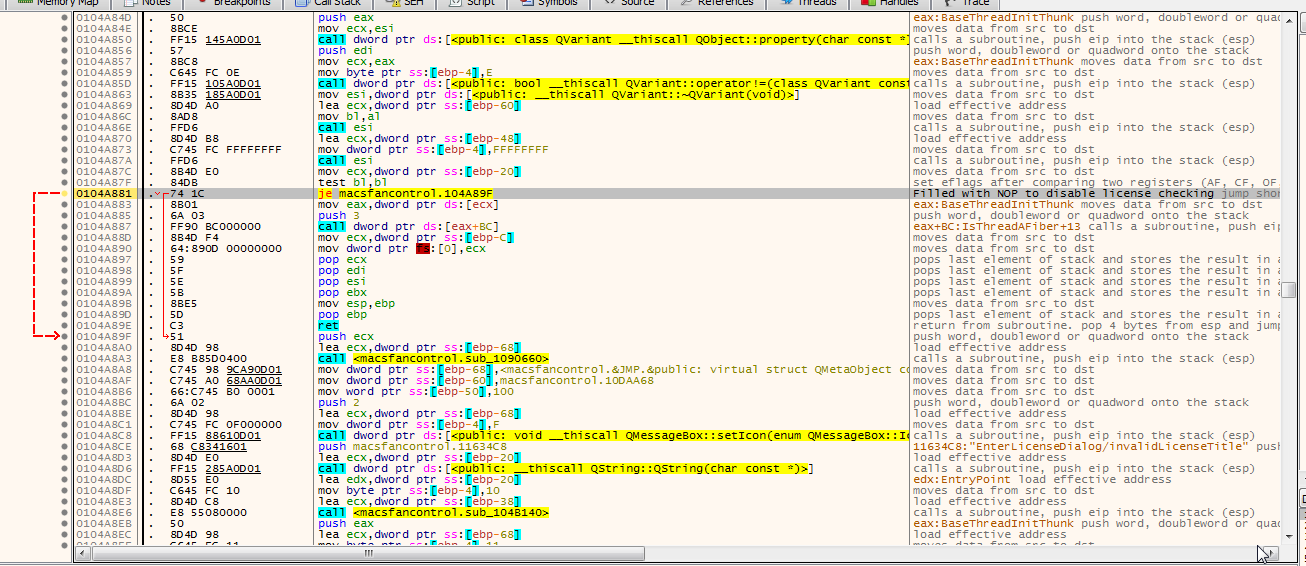 Memory Map Notes Breakpoints Call Stack SEH Script Symbols Source References Threads Handles Trace
0104A84D . 50 push eax eax:BaseThreadInitThunk push word, doubleword or quad
0104A84E . 8BCE mov ecx,esi moves data from src to dst
0104A850 . FF15 145A0D01 call dword ptr ds:[<public: class QVariant __thiscall QObject::property(char const *) calls a subroutine, push eip into the stack (esp)
0104A856 . 57 push edi push word, doubleword or quadword onto the stack
0104A857 . 8BC8 mov ecx,eax eax:BaseThreadInitThunk moves data from src to dst
0104A859 . C645 FC 0E mov byte ptr ss:[ebp-4],E moves data from src to dst
0104A85D . FF15 105A0D01 call dword ptr ds:[<public: bool __thiscall QVariant::operator!=(class QVariant const calls a subroutine, push eip into the stack (esp)
0104A863 . 8B35 185A0D01 mov esi,dword ptr ds:[<public: __thiscall QVariant::~QVariant(void)>] moves data from src to dst
0104A869 . 8D4D A0 lea ecx,dword ptr ss:[ebp-60] load effective address
0104A86C . 8AD8 mov bl,al moves data from src to dst
0104A86E . FFD6 call esi calls a subroutine, push eip into the stack (esp)
0104A870 . 8D4D B8 lea ecx,dword ptr ss:[ebp-48] load effective address
0104A873 . C745 FC FFFFFFFF mov dword ptr ss:[ebp-4],FFFFFFFF moves data from src to dst
0104A87A . FFD6 call esi calls a subroutine, push eip into the stack (esp)
0104A87C . 8B4D E0 mov ecx,dword ptr ss:[ebp-20] moves data from src to dst
0104A87F . 84DB test bl,bl set eflags after comparing two registers (AF, CF, OF
0104A881 . 74 1C je macsfancontrol.104A89F Filled with NOP to disable license checking jump shor
0104A883 . 8B01 mov eax,dword ptr ds:[ecx] eax:BaseThreadInitThunk moves data from src to dst
0104A885 . 6A 03 push 3 push word, doubleword or quadword onto the stack
0104A887 . FF90 BC000000 call dword ptr ds:[eax+BC] eax+BC:IsThreadAFiber+13 calls a subroutine, push eip
0104A88D . 8B4D F4 mov ecx,dword ptr ss:[ebp-C] moves data from src to dst
0104A890 . 64:890D 00000000 mov dword ptr fs:[0],ecx moves data from src to dst
0104A897 . 59 pop ecx pops last element of stack and stores the result in a
0104A898 . 5F pop edi pops last element of stack and stores the result in a
0104A899 . 5E pop esi pops last element of stack and stores the result in a
0104A89A . 5B pop ebx pops last element of stack and stores the result in a
0104A89B . 8BE5 mov esp,ebp moves data from src to dst
0104A89D . 5D pop ebp pops last element of stack and stores the result in a
0104A89E . C3 ret return from subroutine. pop 4 bytes from esp and jump
0104A89F . 51 push ecx push word, doubleword or quadword onto the stack
0104A8A0 . 8D4D 98 lea ecx,dword ptr ss:[ebp-68] load effective address
0104A8A3 . E8 B85D0400 call <macsfancontrol.sub_1090660> calls a subroutine, push eip into the stack (esp)
0104A8A8 . C745 98 9CA90D01 mov dword ptr ss:[ebp-68],<macsfancontrol.&JMP.&public: virtual struct QMetaObject co moves data from src to dst
0104A8AF . C745 A0 68AA0D01 mov dword ptr ss:[ebp-60],macsfancontrol.10DAA68 moves data from src to dst
0104A8B6 . 66:C745 B0 0001 mov word ptr ss:[ebp-50],100 moves data from src to dst
0104A8BC . 6A 02 push 2 push word, doubleword or quadword onto the stack
0104A8BE . 8D4D 98 lea ecx,dword ptr ss:[ebp-68] load effective address
0104A8C1 . C745 FC 0F000000 mov dword ptr ss:[ebp-4],F moves data from src to dst
0104A8C8 . FF15 88610D01 call dword ptr ds:[<public: void __thiscall QMessageBox::setIcon(enum QMessageBox::Ic calls a subroutine, push eip into the stack (esp)
0104A8CE . 68 C8341601 push macsfancontrol.11634C8 11634C8:"EnterLicenseDialog/invalidLicenseTitle" push
0104A8D3 . 8D4D E0 lea ecx,dword ptr ss:[ebp-20] load effective address
0104A8D6 . FF15 285A0D01 call dword ptr ds:[<public: __thiscall QString::QString(char const *)>] calls a subroutine, push eip into the stack (esp)
0104A8DC . 8D55 E0 lea edx,dword ptr ss:[ebp-20] edx:EntryPoint load effective address
0104A8DF . C645 FC 10 mov byte ptr ss:[ebp-4],10 moves data from src to dst
0104A8E3 . 8D4D C8 lea ecx,dword ptr ss:[ebp-38] load effective address
0104A8E6 . E8 55080000 call <macsfancontrol.sub_104B140> calls a subroutine, push eip into the stack (esp)
0104A8EB . 50 push eax eax:BaseThreadInitThunk push word, doubleword or quad
0104A8EC . 8D4D 98 lea ecx,dword ptr ss:[ebp-68] load effective address